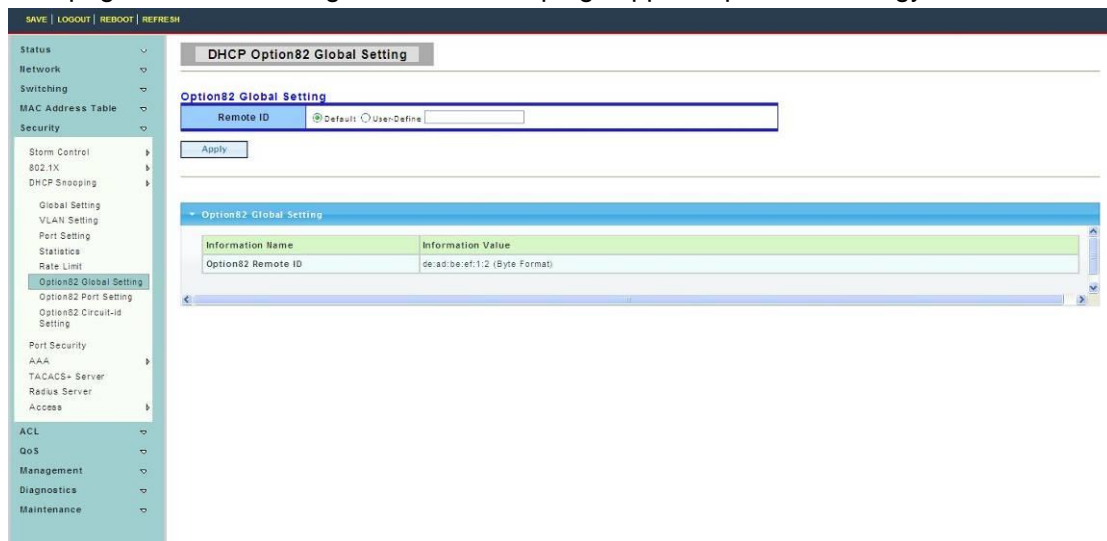 SAVE | LOGOUT | REBOOT | REFRESH
Status
Network
Switching
MAC Address Table
Security
Storm Control
802.1X
DHCP Snooping
Global Setting
VLAN Setting
Port Setting
Statistics
Rate Limit
Option82 Global Setting
Option82 Port Setting
Option82 Circuit-id
Setting
Port Security
AAA
TACACS+ Server
Radius Server
Access
ACL
QoS
Management
Diagnostics
Maintenance
DHCP Option82 Global Setting
Option82 Global Setting
Remote ID Default User-Define
Apply
Option82 Global Setting
Information Name Information Value
Option82 Remote ID de:ad:be:ef:1:2 (Byte Format)